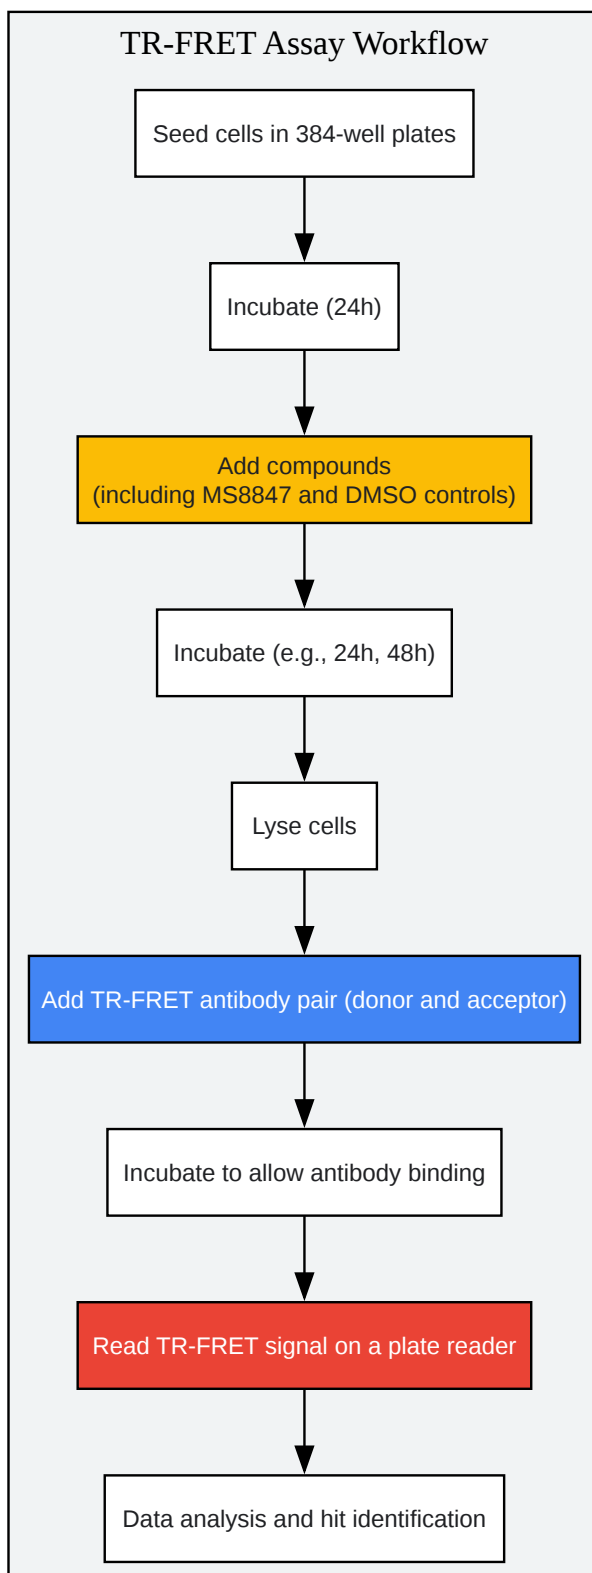 TR-FRET Assay Workflow
Seed cells in 384-well plates
Incubate (24h)
Add compounds
(including MS8847 and DMSO controls)
Incubate (e.g., 24h, 48h)
Lyse cells
Add TR-FRET antibody pair (donor and acceptor)
Incubate to allow antibody binding
Read TR-FRET signal on a plate reader
Data analysis and hit identification